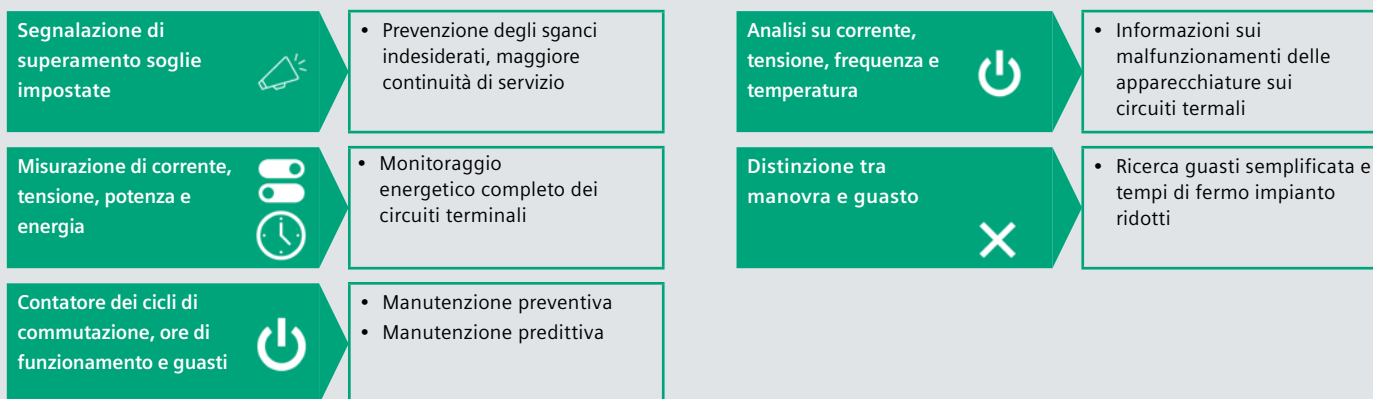 Segnalazione di
superamento soglie
impostate
• Prevenzione degli sganci
indesiderati, maggiore
continuità di servizio
Misurazione di corrente,
tensione, potenza e
energia
• Monitoraggio
energetico completo dei
circuiti terminali
Contatore dei cicli di
commutazione, ore di
funzionamento e guasti
• Manutenzione preventiva
• Manutenzione predittiva
Analisi su corrente,
tensione, frequenza e
temperatura
• Informazioni sui
malfunzionamenti delle
apparecchiature sui
circuiti termali
Distinzione tra
manovra e guasto
• Ricerca guasti semplificata e
tempi di fermo impianto
ridotti